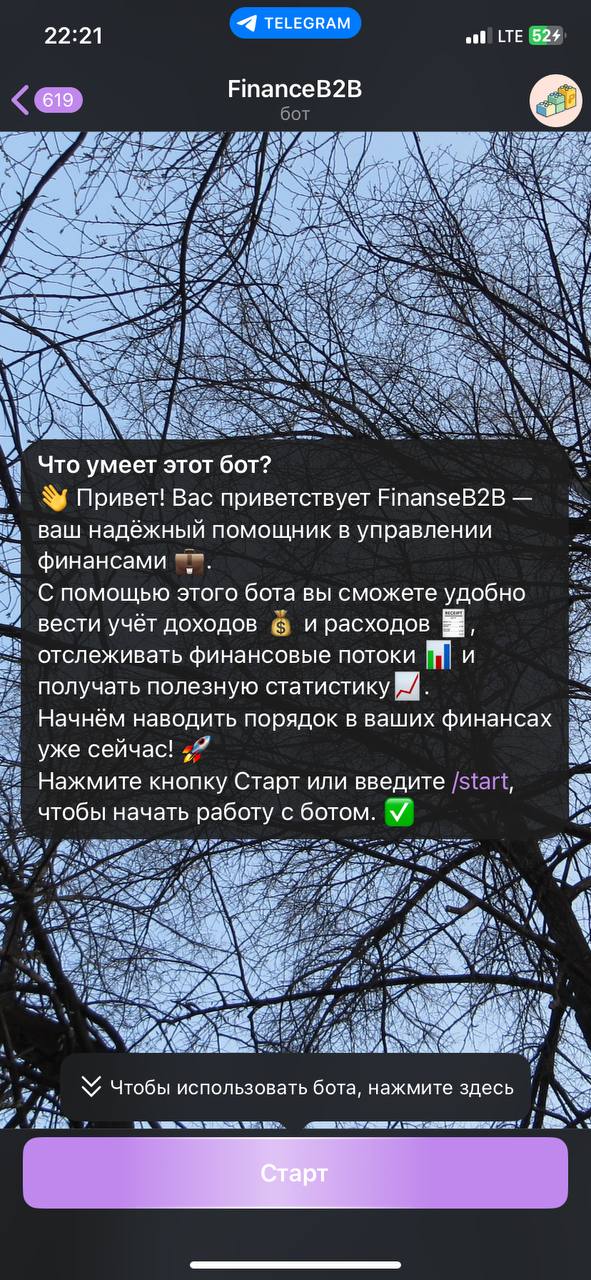 22:21
TELEGRAM
LTE
52
619
FinanceB2B
бот
Что умеет этот бот?
👋 Привет! Вас приветствует FinanseB2B —
ваш надёжный помощник в управлении
финансами 💼.
С помощью этого бота вы сможете удобно
вести учёт доходов 💰 и расходов 🧾,
отслеживать финансовые потоки 📊 и
получать полезную статистику📈.
Начнём наводить порядок в ваших финансах
уже сейчас! 🚀
Нажмите кнопку Старт или введите /start,
чтобы начать работу с ботом. ✅
Чтобы использовать бота, нажмите здесь
Старт